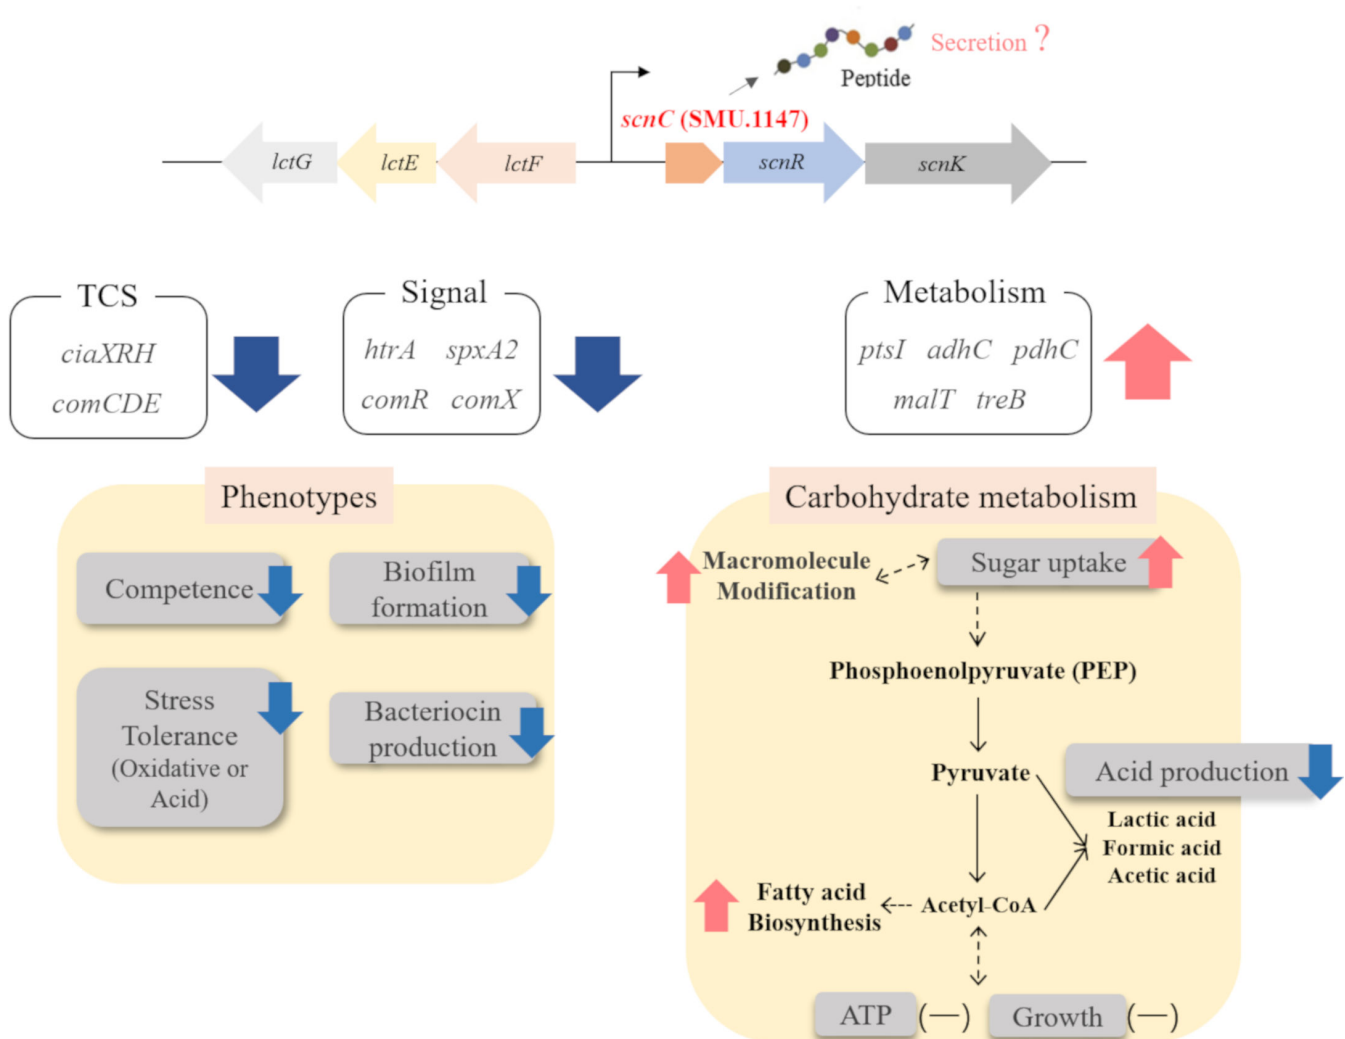 Secretion ?
Peptide
scnC (SMU.1147)
lctG lctE lctF scnR scnK
TCS
ciaXRH
comCDE
Signal
htrA spxA2
comR comX
Metabolism
ptsI adhC pdhC
malT treB
Phenotypes
Competence
Biofilm
formation
Stress
Tolerance
(Oxidative or
Acid)
Bacteriocin
production
Carbohydrate metabolism
Macromolecule
Modification
Sugar uptake
Phosphoenolpyruvate (PEP)
Pyruvate
Acid production
Lactic acid
Formic acid
Acetic acid
Fatty acid
Biosynthesis
Acetyl-CoA
ATP (—) Growth (—)